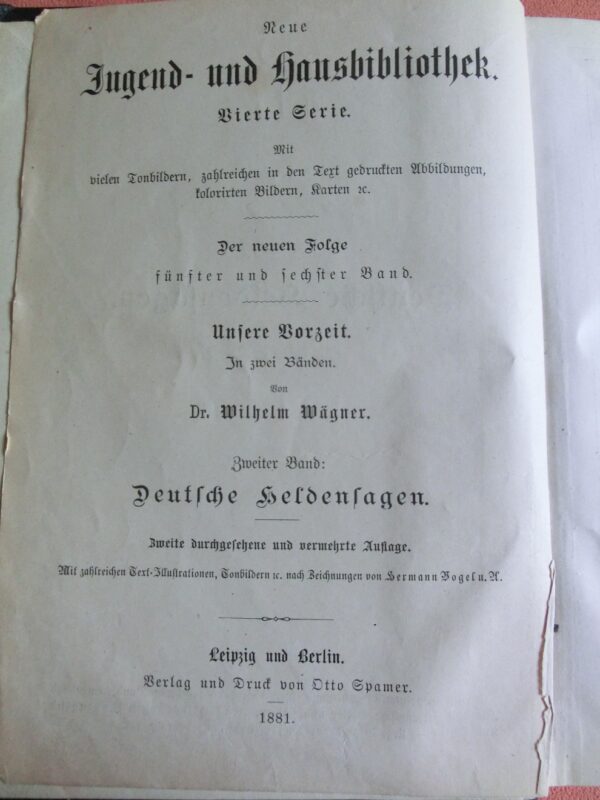 Neue
Jugend- und Hausbibliothek.
Vierte Serie.
Mit
vielen Tonbildern, zahlreichen in den Text gedruckten Abbildungen,
kolorirten Bildern, Karten ꝛc.
Der neuen Folge
fünfter und sechster Band.
Unsere Vorzeit.
In zwei Bänden.
Von
Dr. Wilhelm Wägner.
Zweiter Band:
Deutsche Heldensagen.
Zweite durchgesehene und vermehrte Auflage.
Mit zahlreichen Text-Illustrationen, Tonbildern ꝛc. nach Zeichnungen von Hermann Vogel u. A.
Leipzig und Berlin.
Verlag und Druck von Otto Spamer.
1881.